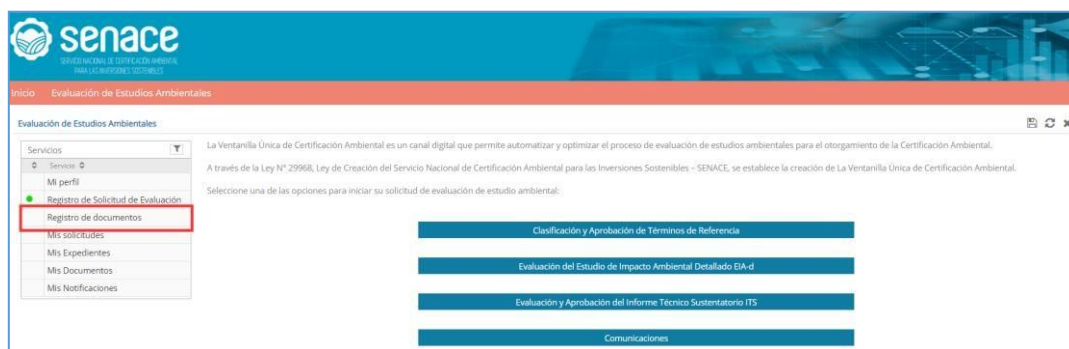 senace
SERVICIO NACIONAL DE CERTIFICACIÓN AMBIENTAL
PARA LAS INVERSIONES SOSTENIBLES
Inicio Evaluación de Estudios Ambientales
Evaluación de Estudios Ambientales
Servicios
Servicio
Mi perfil
Registro de Solicitud de Evaluación
Registro de documentos
Mis solicitudes
Mis Expedientes
Mis Documentos
Mis Notificaciones
La Ventanilla Única de Certificación Ambiental es un canal digital que permite automatizar y optimizar el proceso de evaluación de estudios ambientales para el otorgamiento de la Certificación Ambiental.
A través de la Ley N° 29968, Ley de Creación del Servicio Nacional de Certificación Ambiental para las Inversiones Sostenibles – SENACE, se establece la creación de La Ventanilla Única de Certificación Ambiental.
Seleccione una de las opciones para iniciar su solicitud de evaluación de estudio ambiental:
Clasificación y Aprobación de Términos de Referencia
Evaluación del Estudio de Impacto Ambiental Detallado EIA-d
Evaluación y Aprobación del Informe Técnico Sustentatorio ITS
Comunicaciones